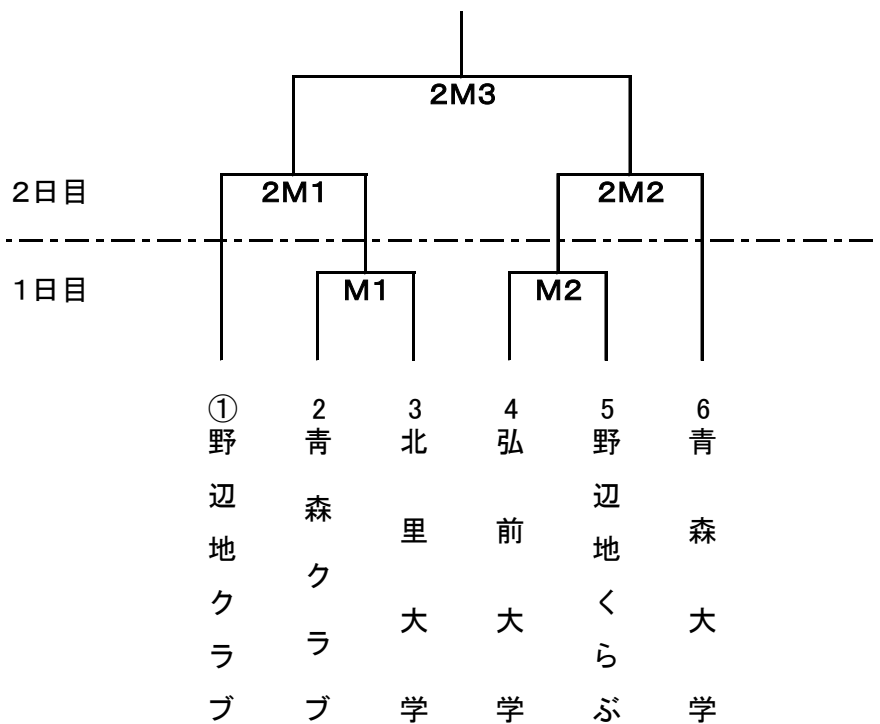 2M3
2日目
2M1
2M2
1日目
M1
M2
①野辺地クラブ
2青森クラブ
3北里大学
4弘前大学
5野辺地くらぶ
6青森大学